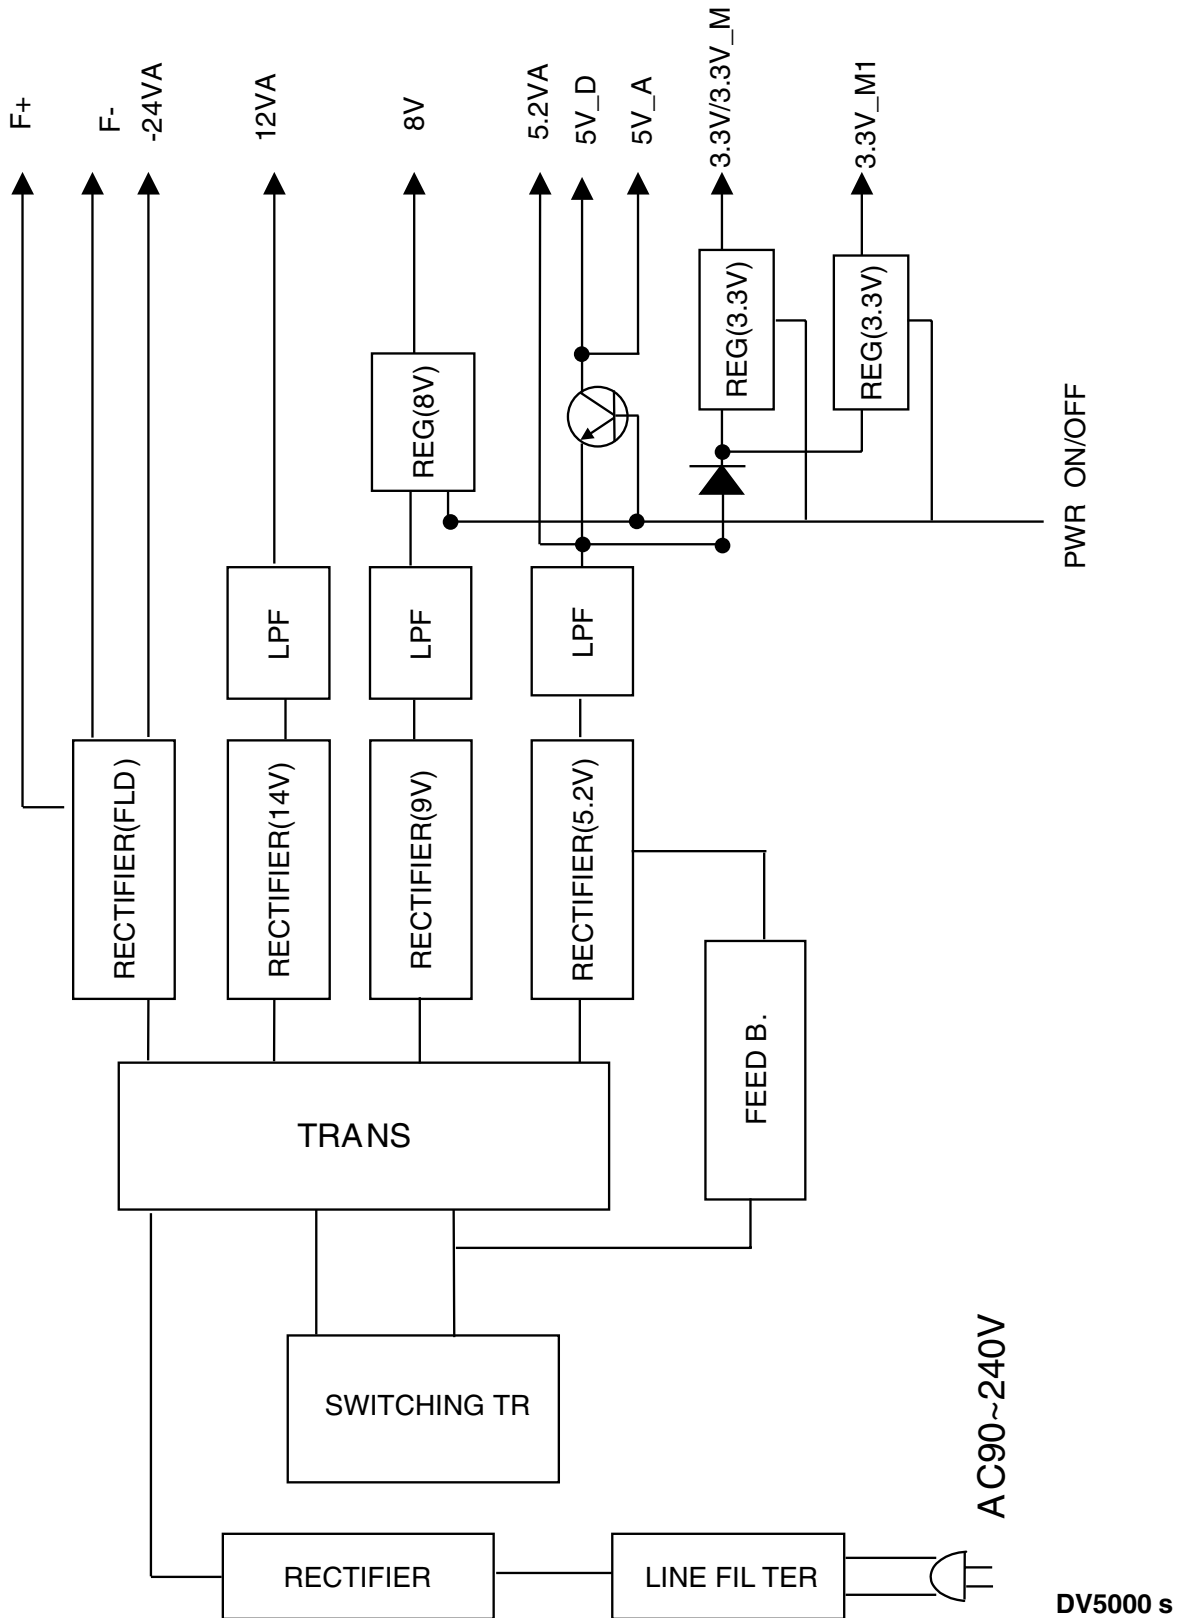 F+
F-
-24VA
12VA
8V
5.2VA
5V_D
5V_A
3.3V/3.3V_M
3.3V_M1
REG(8V)
REG(3.3V)
REG(3.3V)
PWR ON/OFF
LPF
LPF
LPF
RECTIFIER(FLD)
RECTIFIER(14V)
RECTIFIER(9V)
RECTIFIER(5.2V)
FEED B.
TRANS
SWITCHING TR
AC90~240V
RECTIFIER
LINE FIL TER
DV5000 s